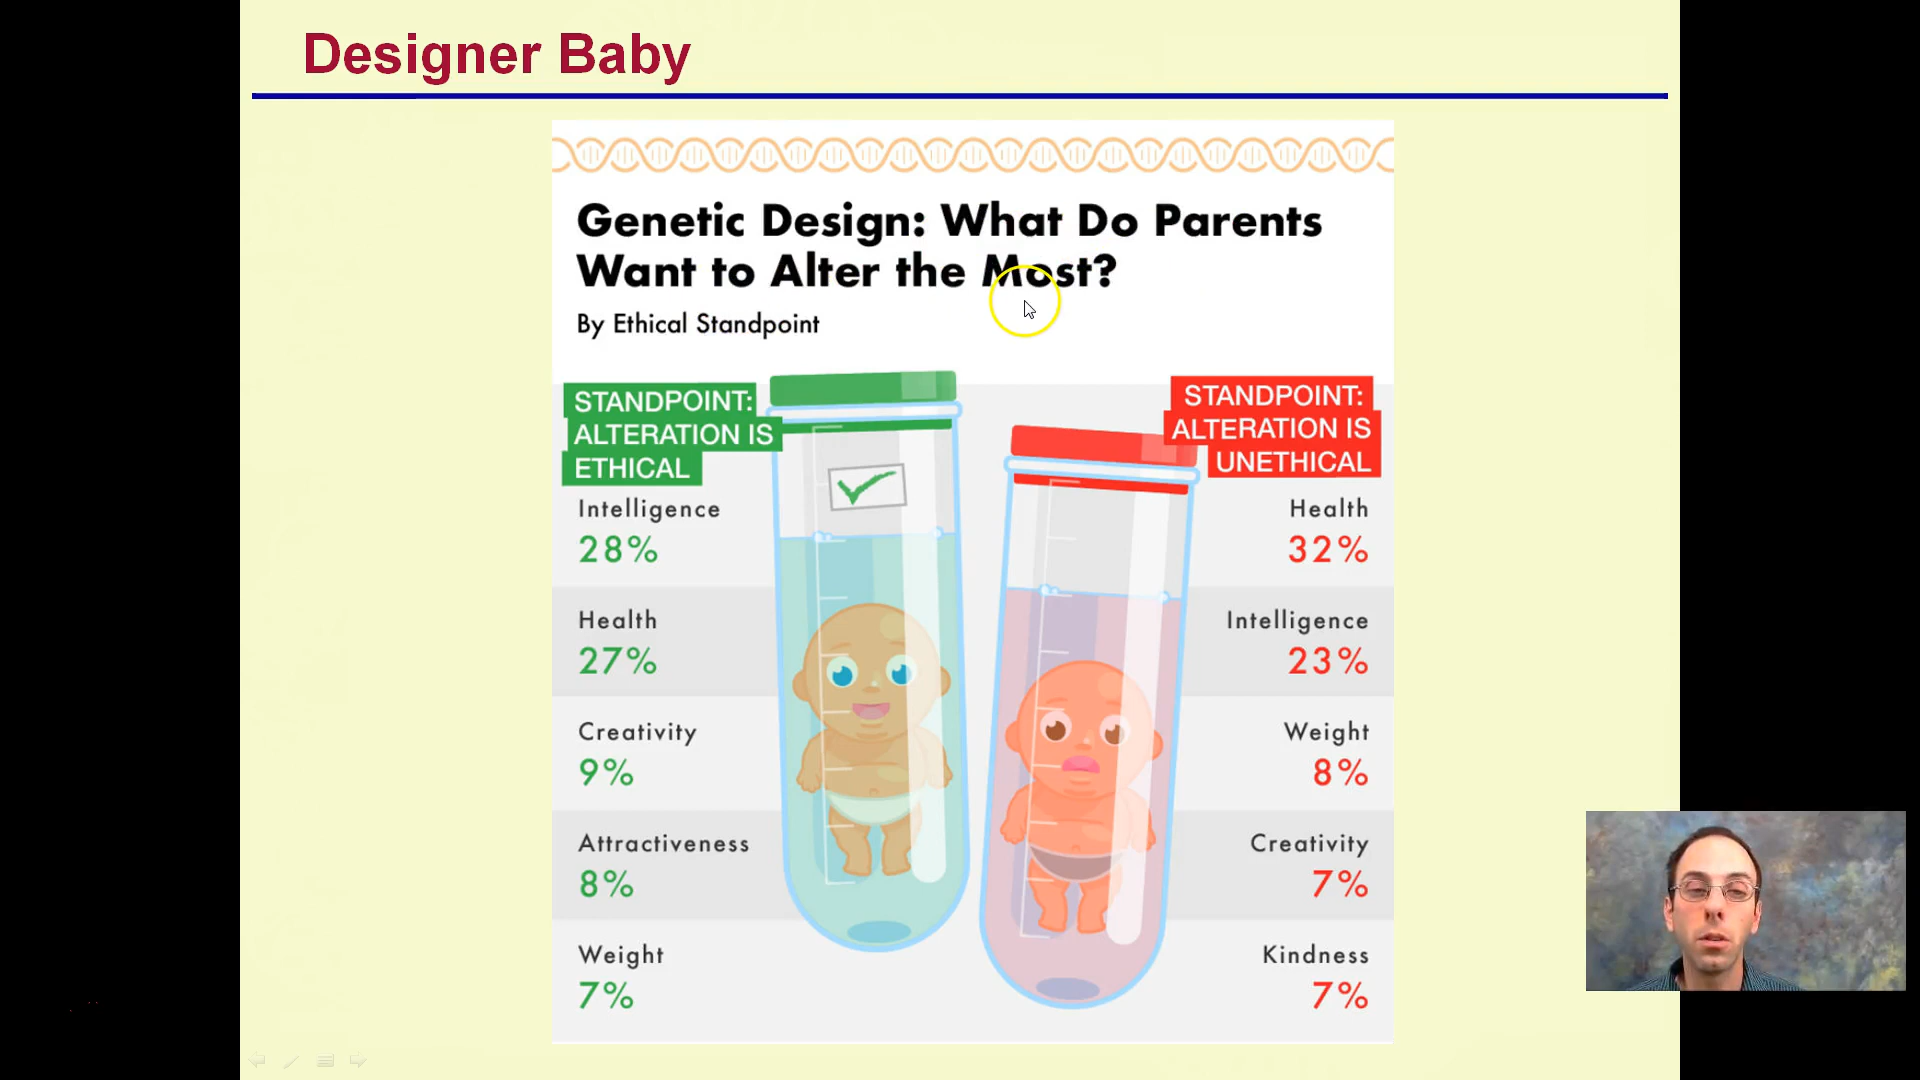 Designer Baby
Genetic Design: What Do Parents
Want to Alter the Most?
By Ethical Standpoint
STANDPOINT:
ALTERATION IS
ETHICAL
Intelligence
28%
Health
27%
Creativity
9%
Attractiveness
8%
Weight
7%
STANDPOINT:
ALTERATION IS
UNETHICAL
Health
32%
Intelligence
23%
Weight
8%
Creativity
7%
Kindness
7%